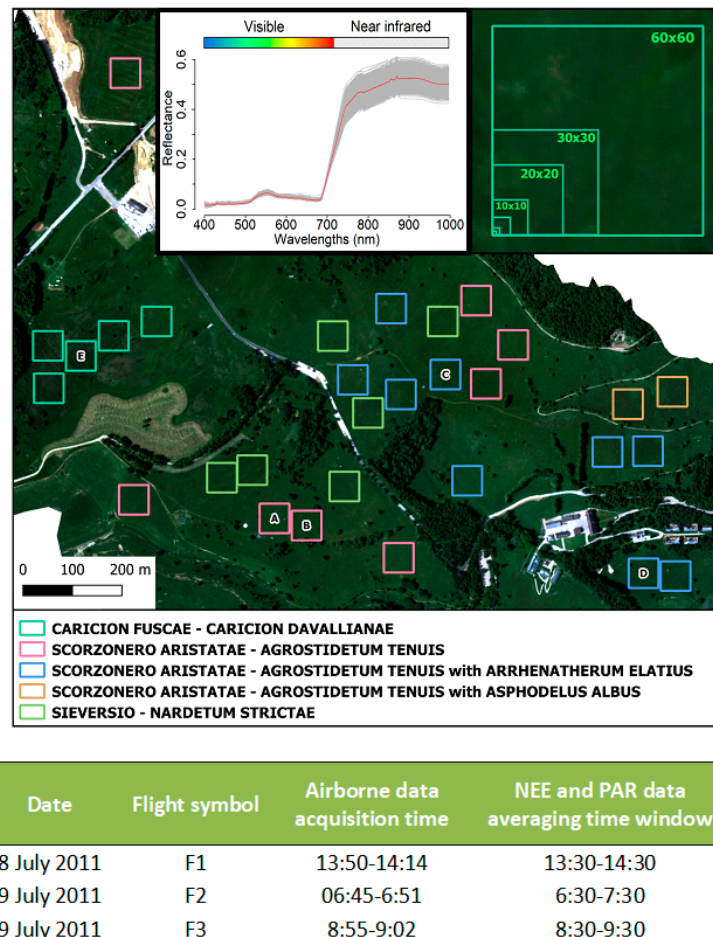 Visible Near infrared
Reflectance
0.6
0.4
0.2
0.0
400 500 600 700 800 900 1000
Wavelengths (nm)
60x60
30x30
20x20
10x10
E
C
A
B
D
0 100 200 m
CARICION FUSCAE - CARICION DAVALLIANAE
SCORZONERO ARISTATAE - AGROSTIDETUM TENUIS
SCORZONERO ARISTATAE - AGROSTIDETUM TENUIS with ARRHENATHERUM ELATIUS
SCORZONERO ARISTATAE - AGROSTIDETUM TENUIS with ASPHODELUS ALBUS
SIEVERSIO - NARDETUM STRICTAE
Date Flight symbol Airborne data acquisition time NEE and PAR data averaging time window
8 July 2011 F1 13:50-14:14 13:30-14:30
9 July 2011 F2 06:45-6:51 6:30-7:30
9 July 2011 F3 8:55-9:02 8:30-9:30